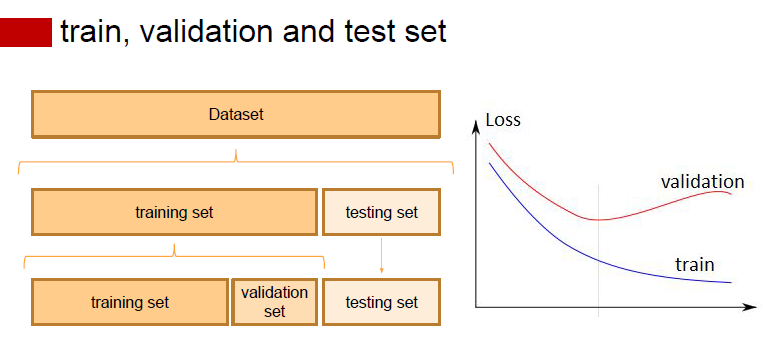 train, validation and test set
Dataset
training set
testing set
training set
validation
set
testing set
Loss
validation
train